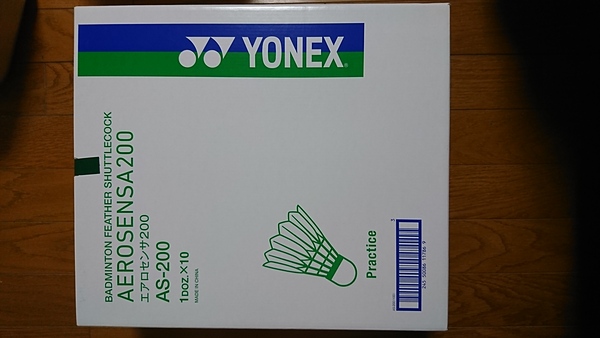 YONEX
BADMINTON FEATHER SHUTTLECOCK
AEROSENSA200
エアロセンサ200
AS-200
1DOZ.×10
MADE IN CHINA
Practice